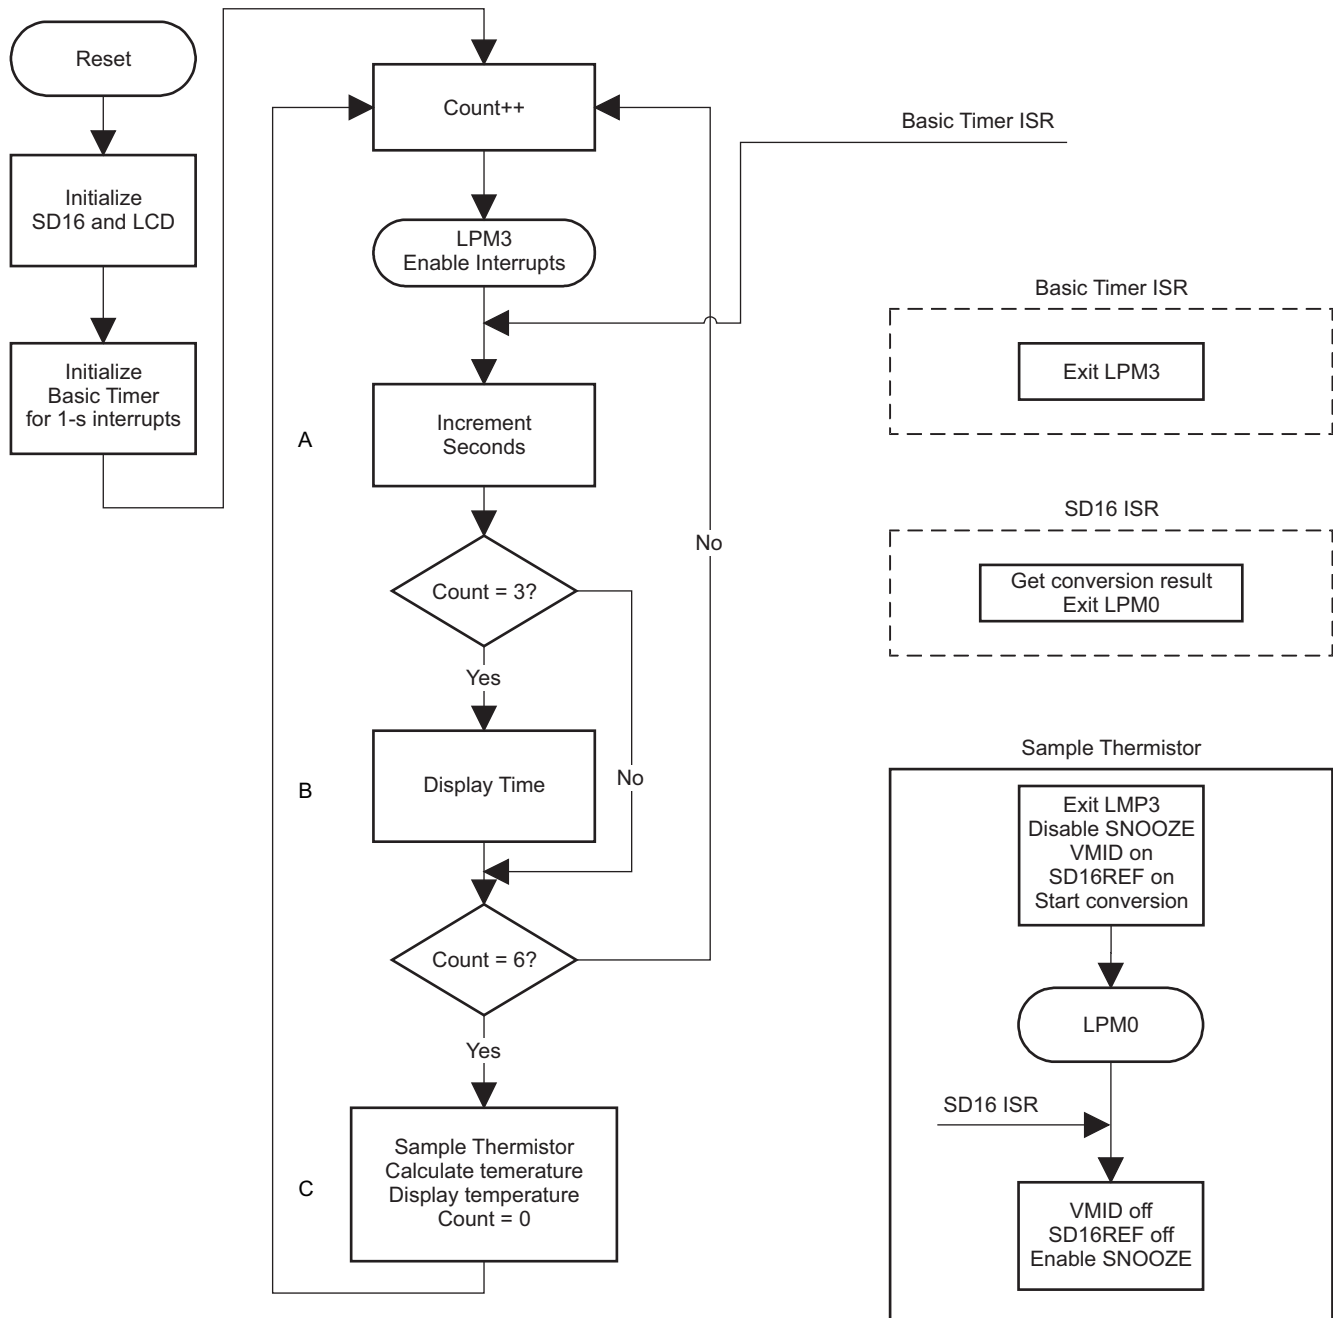 Reset
Initialize
SD16 and LCD
Initialize
Basic Timer
for 1-s interrupts
Count++
LPM3
Enable Interrupts
A
Increment
Seconds
Count = 3?
Yes
No
B
Display Time
Count = 6?
No
Yes
C
Sample Thermistor
Calculate temerature
Display temperature
Count = 0
Basic Timer ISR
Basic Timer ISR
Exit LPM3
SD16 ISR
Get conversion result
Exit LPM0
Sample Thermistor
Exit LMP3
Disable SNOOZE
VMID on
SD16REF on
Start conversion
LPM0
SD16 ISR
VMID off
SD16REF off
Enable SNOOZE